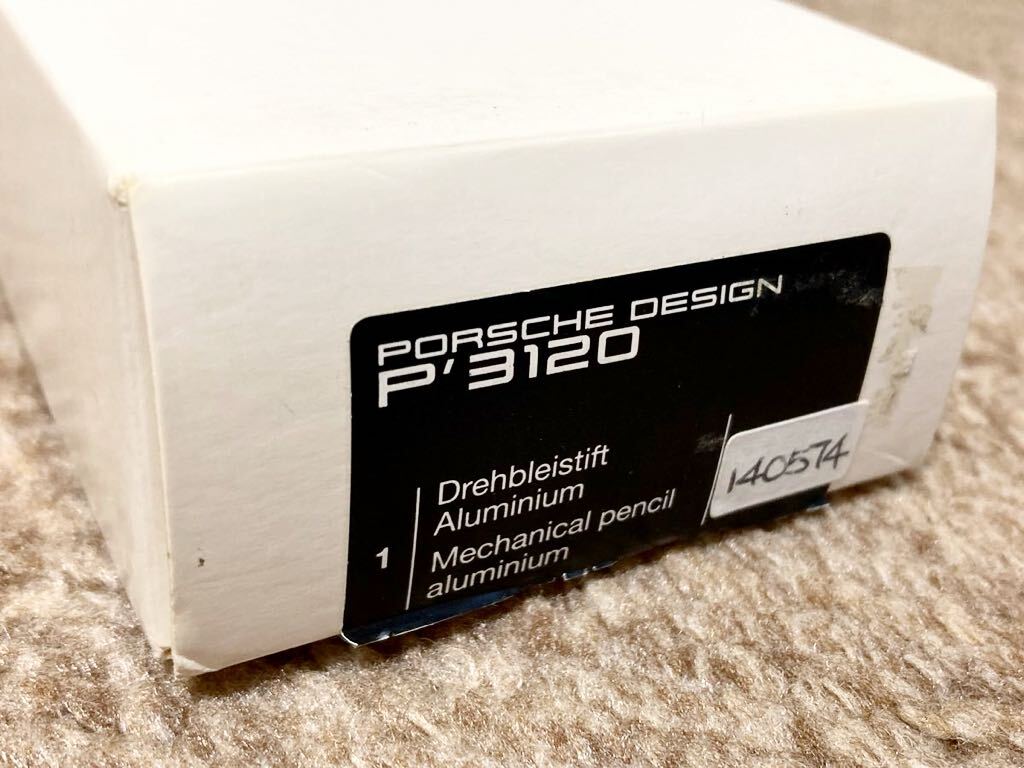 PORSCHE DESIGN
P'3120
Drehbleistift
Aluminium
1
Mechanical pencil
aluminium
140574